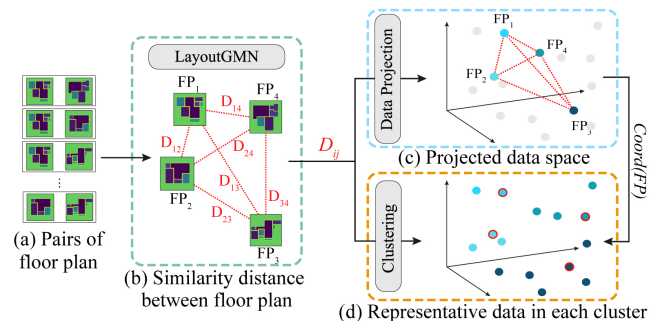 LayoutGMN
FP1
FP4
D14
D12
D24
D13
D34
FP2
D23
FP3
(a) Pairs of
floor plan
(b) Similarity distance
between floor plan
Dij
Data Projection
FP1
FP4
FP2
FP3
(c) Projected data space
Coord(FP)
Clustering
(d) Representative data in each cluster